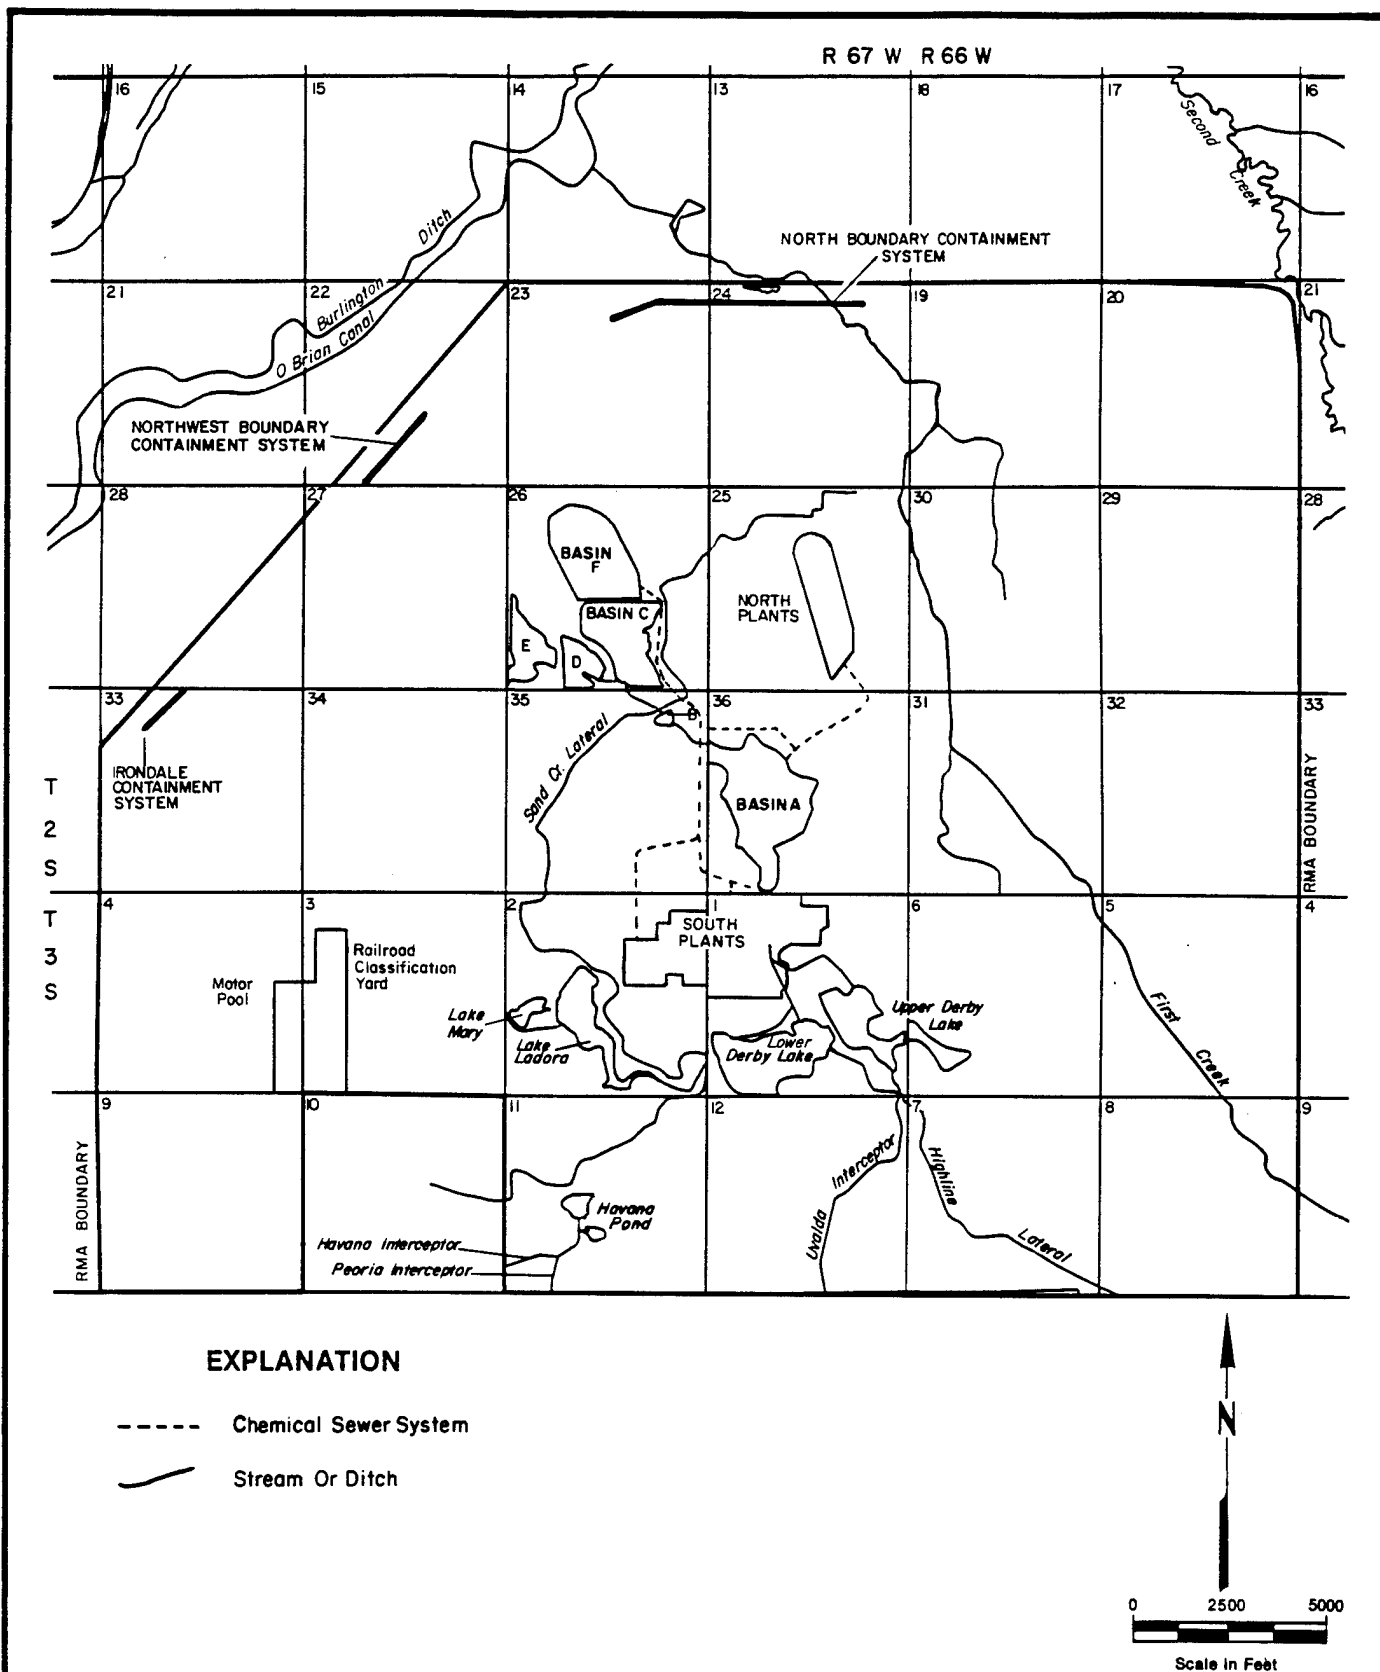 R 67 W R 66 W
16
15
14
13
18
17
16
Second
Creek
Ditch
NORTH BOUNDARY CONTAINMENT
SYSTEM
21
22
23
24
19
20
21
Burlington
O Brian Canal
NORTHWEST BOUNDARY
CONTAINMENT SYSTEM
28
27
26
25
30
29
28
BASIN
F
NORTH
PLANTS
BASIN C
E
D
33
34
35
36
31
32
33
B
Sand Cr. Lateral
IRONDALE
CONTAINMENT
SYSTEM
BASIN A
RMA BOUNDARY
T
2
S
T
3
S
4
3
2
1
6
5
4
SOUTH
PLANTS
Railroad
Classification
Yard
Motor
Pool
Lake
Mary
Lake
Ladora
Lower
Derby Lake
Upper Derby
Lake
First
Creek
9
10
11
12
7
8
9
RMA BOUNDARY
Interceptor
Uvalda
Highline
Lateral
Havana
Pond
Havana Interceptor
Peoria Interceptor
EXPLANATION
Chemical Sewer System
Stream Or Ditch
N
0 2500 5000
Scale in Feet